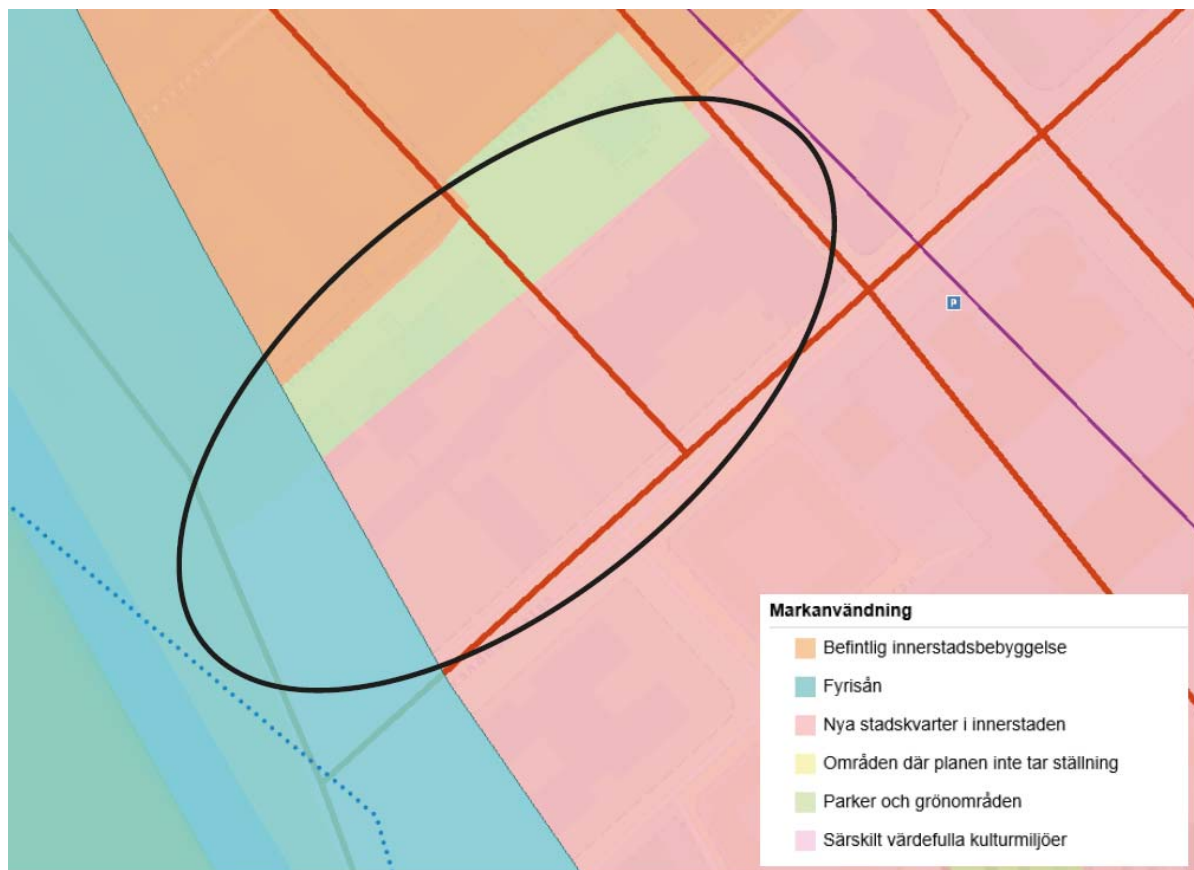 P
Markanvändning
Befintlig innerstadsbebyggelse
Fyrisån
Nya stadskvarter i innerstaden
Områden där planen inte tar ställning
Parker och grönområden
Särskilt värdefulla kulturmiljöer